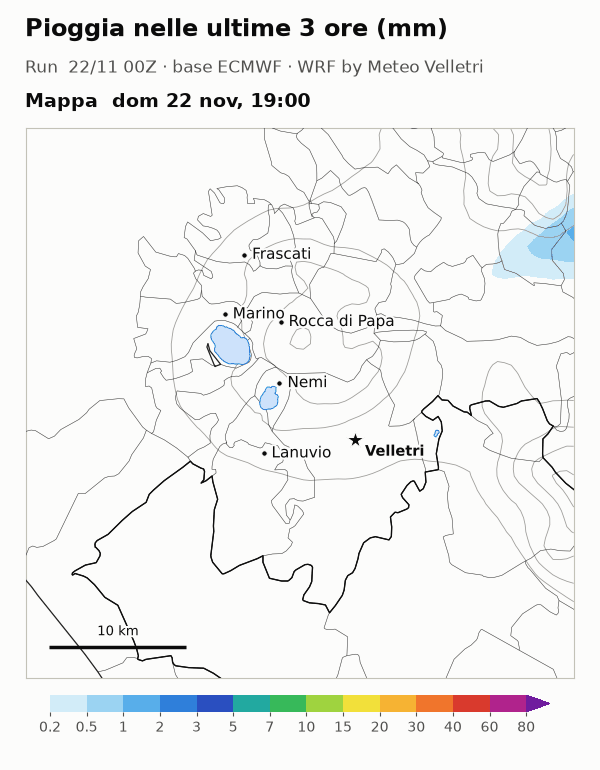 Pioggia nelle ultime 3 ore (mm)
Run  22/11 00Z · base ECMWF · WRF by Meteo Velletri
Mappa  dom 22 nov, 19:00
Frascati
Marino
Rocca di Papa
Nemi
Velletri
Lanuvio
10 km
0.2 0.5 1 2 3 5 7 10 15 20 30 40 60 80